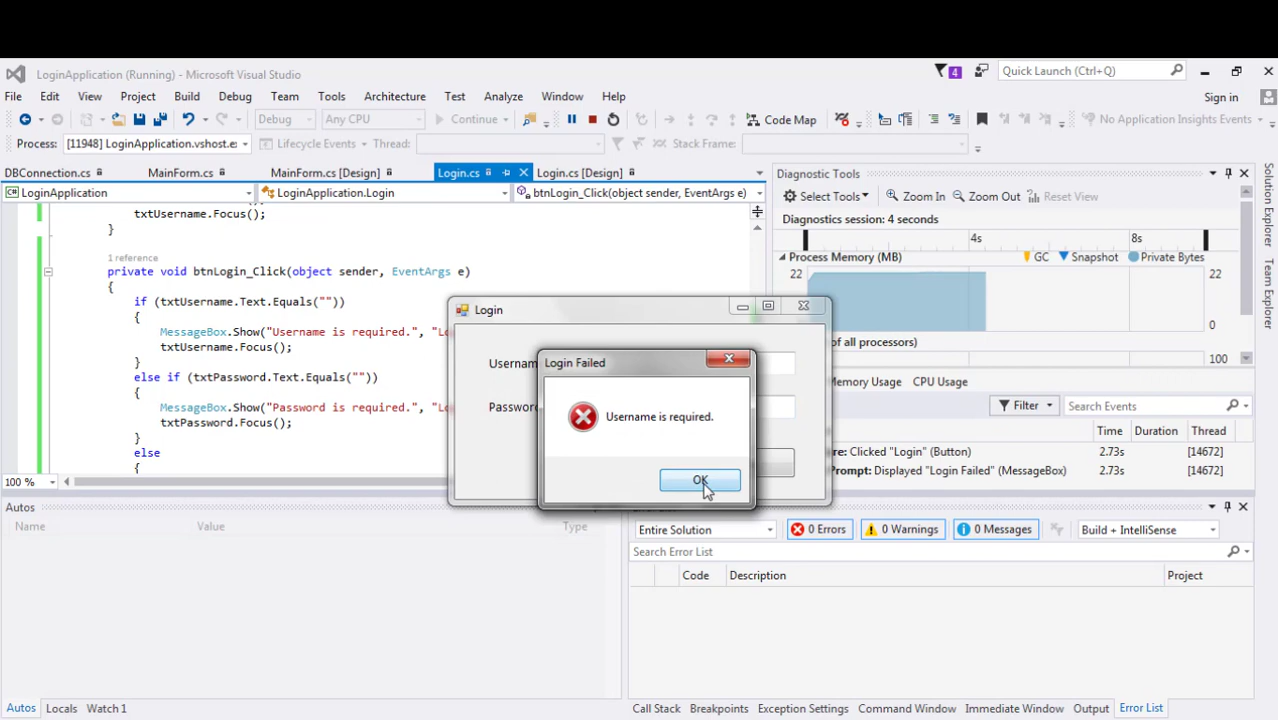 LoginApplication (Running) - Microsoft Visual Studio
4
Quick Launch (Ctrl+Q)
File Edit View Project Build Debug Team Tools Architecture Test Analyze Window Help
Sign in
Debug Any CPU Continue Code Map No Application Insights Events
Process: [11948] LoginApplication.vshost.e Lifecycle Events Thread: Stack Frame:
DBConnection.cs MainForm.cs MainForm.cs [Design] Login.cs Login.cs [Design]
LoginApplication LoginApplication.Login btnLogin_Click(object sender, EventArgs e)
txtUsername.Focus();
}
1 reference
private void btnLogin_Click(object sender, EventArgs e)
{
if (txtUsername.Text.Equals(""))
{
MessageBox.Show("Username is required.",
txtUsername.Focus();
}
else if (txtPassword.Text.Equals(""))
{
MessageBox.Show("Password is required.",
txtPassword.Focus();
}
else
{
100 %
Login
Login Failed
Username is required.
OK
Diagnostic Tools
Select Tools Zoom In Zoom Out Reset View
Diagnostics session: 4 seconds
4s 8s
Process Memory (MB) GC Snapshot Private Bytes
22 22
0
of all processors)
100
Memory Usage CPU Usage
Filter Search Events
Time Duration Thread
Clicked "Login" (Button) 2.73s [14672]
Prompt: Displayed "Login Failed" (MessageBox) 2.73s [14672]
Solution Explorer
Team Explorer
Autos
Name Value Type
Entire Solution 0 Errors 0 Warnings 0 Messages Build + IntelliSense
Search Error List
Code Description Project
Autos Locals Watch 1
Call Stack Breakpoints Exception Settings Command Window Immediate Window Output Error List